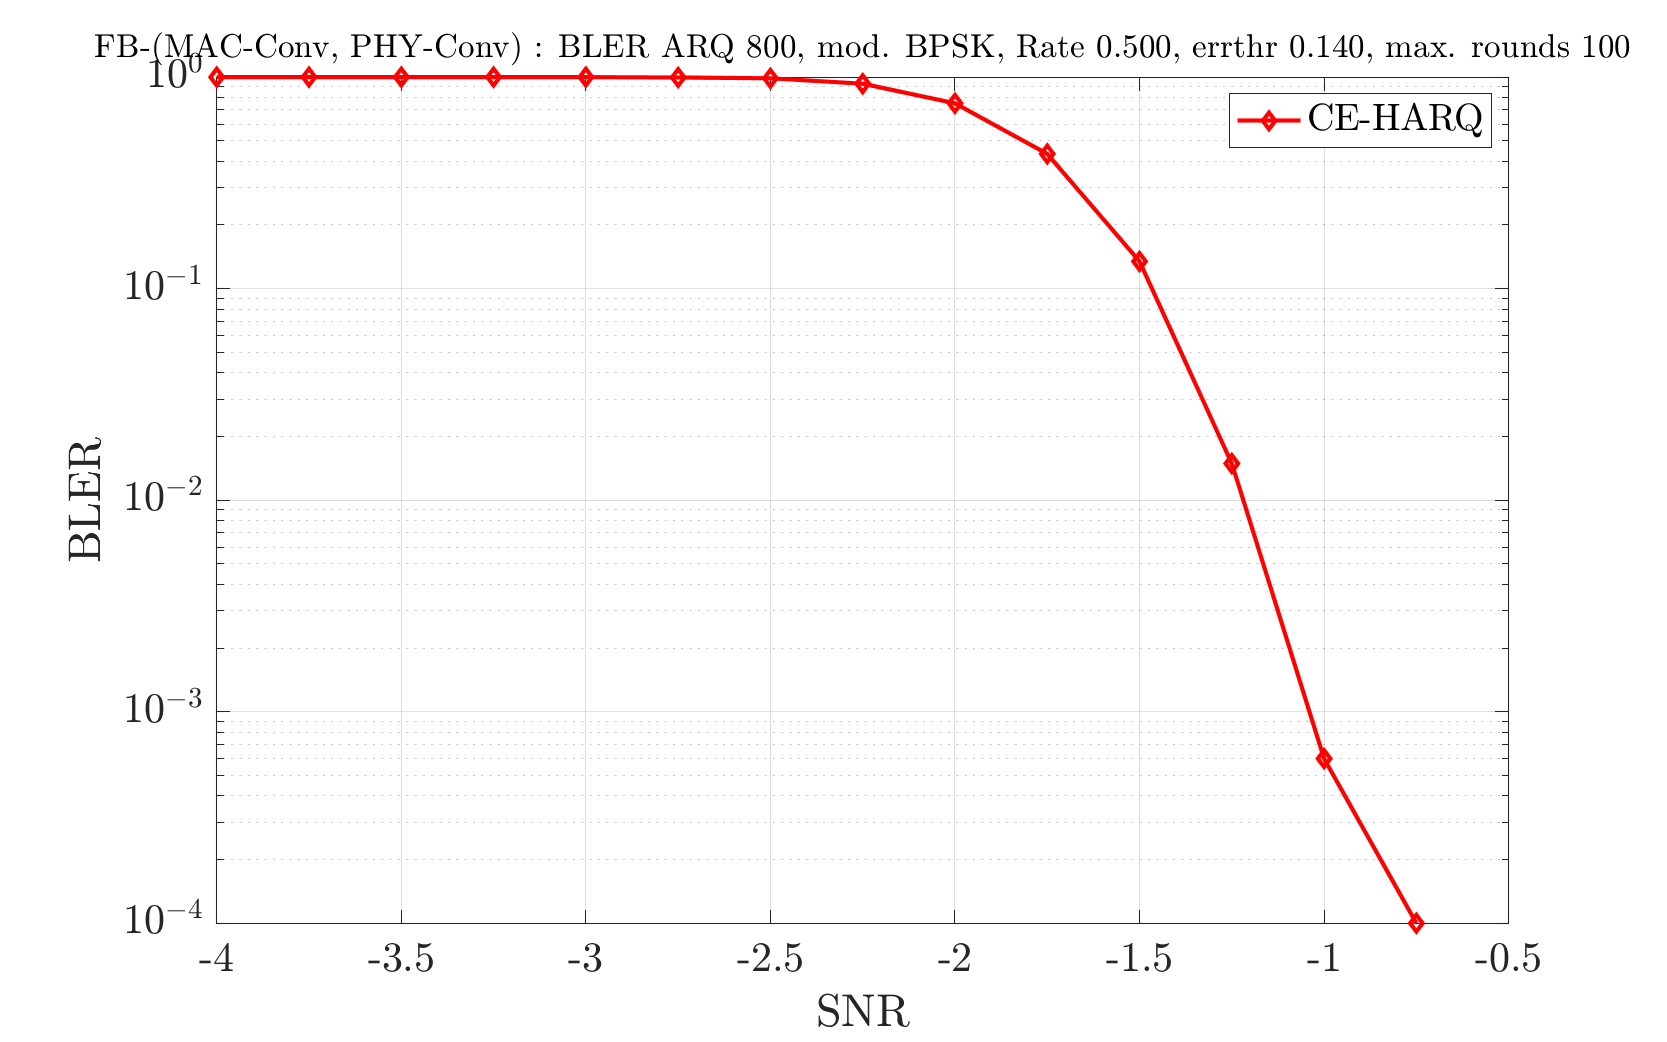 FB-(MAC-Conv, PHY-Conv) : BLER ARQ 800, mod. BPSK, Rate 0.500, errthr 0.140, max. rounds 100
10^0
CE-HARQ
10^{-1}
10^{-2}
BLER
10^{-3}
10^{-4}
-4 -3.5 -3 -2.5 -2 -1.5 -1 -0.5
SNR